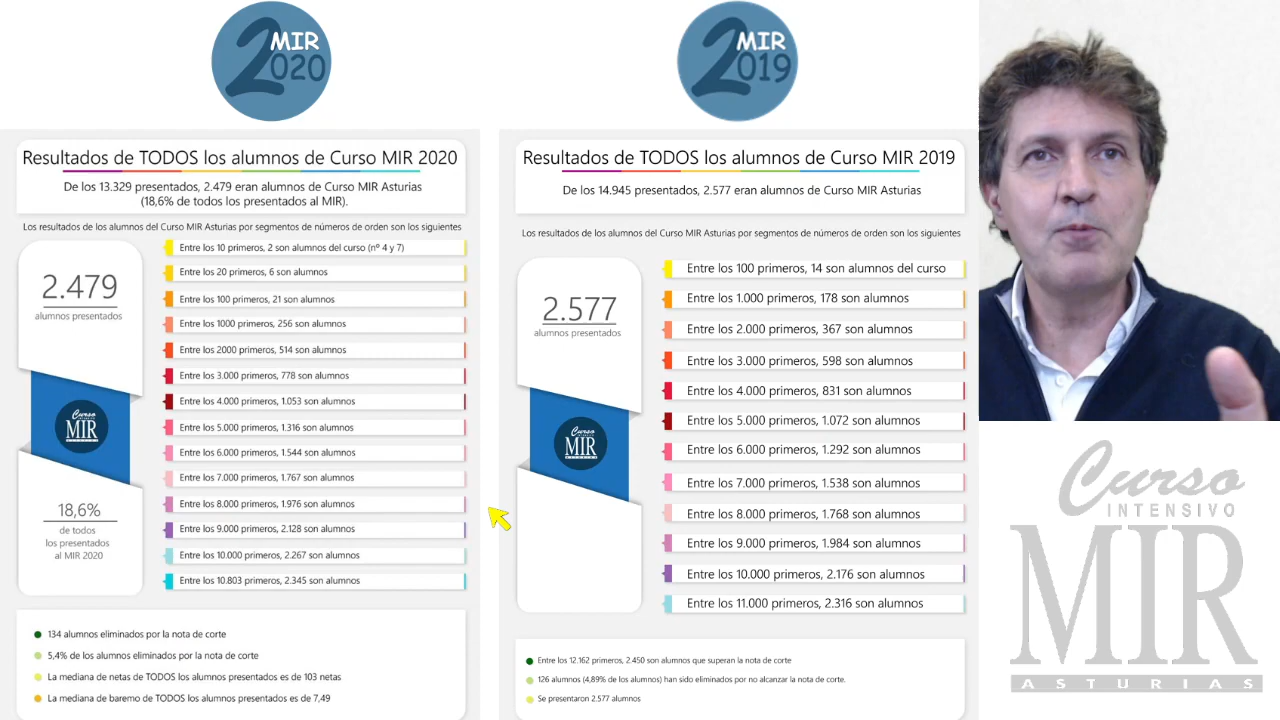 2 MIR
2020
2 MIR
2019
Resultados de TODOS los alumnos de Curso MIR 2020
De los 13.329 presentados, 2.479 eran alumnos de Curso MIR Asturias
(18,6% de todos los presentados al MIR).
Los resultados de los alumnos del Curso MIR Asturias por segmentos de números de orden son los siguientes
2.479
alumnos presentados
Curso
MIR
ASTURIAS
18,6%
de todos
los presentados
al MIR 2020
Entre los 10 primeros, 2 son alumnos del curso (nº 4 y 7)
Entre los 20 primeros, 6 son alumnos
Entre los 100 primeros, 21 son alumnos
Entre los 1000 primeros, 256 son alumnos
Entre los 2000 primeros, 514 son alumnos
Entre los 3.000 primeros, 778 son alumnos
Entre los 4.000 primeros, 1.053 son alumnos
Entre los 5.000 primeros, 1.316 son alumnos
Entre los 6.000 primeros, 1.544 son alumnos
Entre los 7.000 primeros, 1.767 son alumnos
Entre los 8.000 primeros, 1.976 son alumnos
Entre los 9.000 primeros, 2.128 son alumnos
Entre los 10.000 primeros, 2.267 son alumnos
Entre los 10.803 primeros, 2.345 son alumnos
134 alumnos eliminados por la nota de corte
5,4% de los alumnos eliminados por la nota de corte
La mediana de netas de TODOS los alumnos presentados es de 103 netas
La mediana de baremo de TODOS los alumnos presentados es de 7,49
Resultados de TODOS los alumnos de Curso MIR 2019
De los 14.945 presentados, 2.577 eran alumnos de Curso MIR Asturias
Los resultados de los alumnos del Curso MIR Asturias por segmentos de números de orden son los siguientes
2.577
alumnos presentados
Curso
MIR
ASTURIAS
Entre los 100 primeros, 14 son alumnos del curso
Entre los 1.000 primeros, 178 son alumnos
Entre los 2.000 primeros, 367 son alumnos
Entre los 3.000 primeros, 598 son alumnos
Entre los 4.000 primeros, 831 son alumnos
Entre los 5.000 primeros, 1.072 son alumnos
Entre los 6.000 primeros, 1.292 son alumnos
Entre los 7.000 primeros, 1.538 son alumnos
Entre los 8.000 primeros, 1.768 son alumnos
Entre los 9.000 primeros, 1.984 son alumnos
Entre los 10.000 primeros, 2.176 son alumnos
Entre los 11.000 primeros, 2.316 son alumnos
Entre los 12.162 primeros, 2.450 son alumnos que superan la nota de corte
126 alumnos (4,89% de los alumnos) han sido eliminados por no alcanzar la nota de corte.
Se presentaron 2.577 alumnos
Curso
INTENSIVO
MIR
ASTURIAS